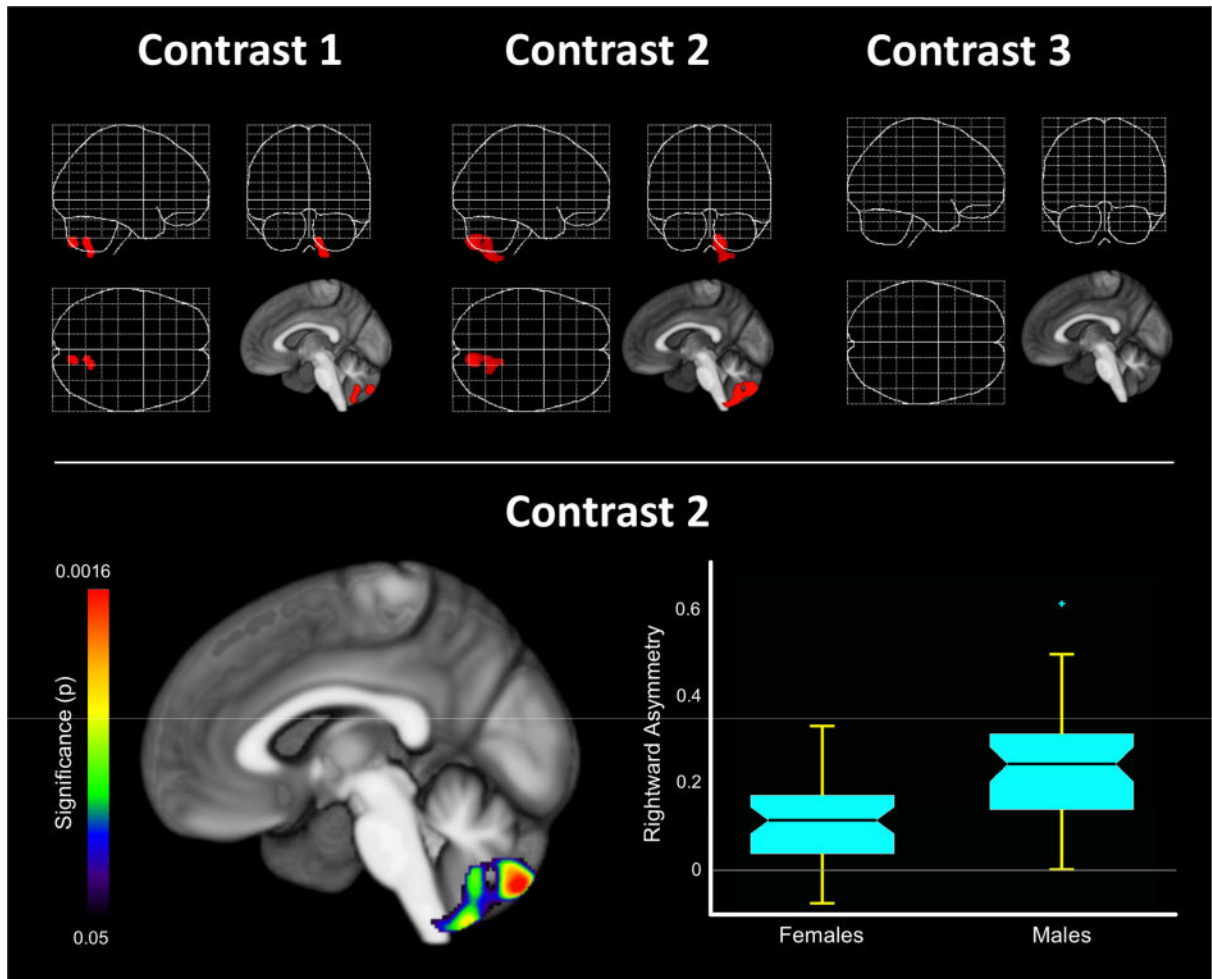 Contrast 1
Contrast 2
Contrast 3
Contrast 2
0.0016
Significance (p)
0.05
Rightward Asymmetry
0.6
0.4
0.2
0
Females
Males